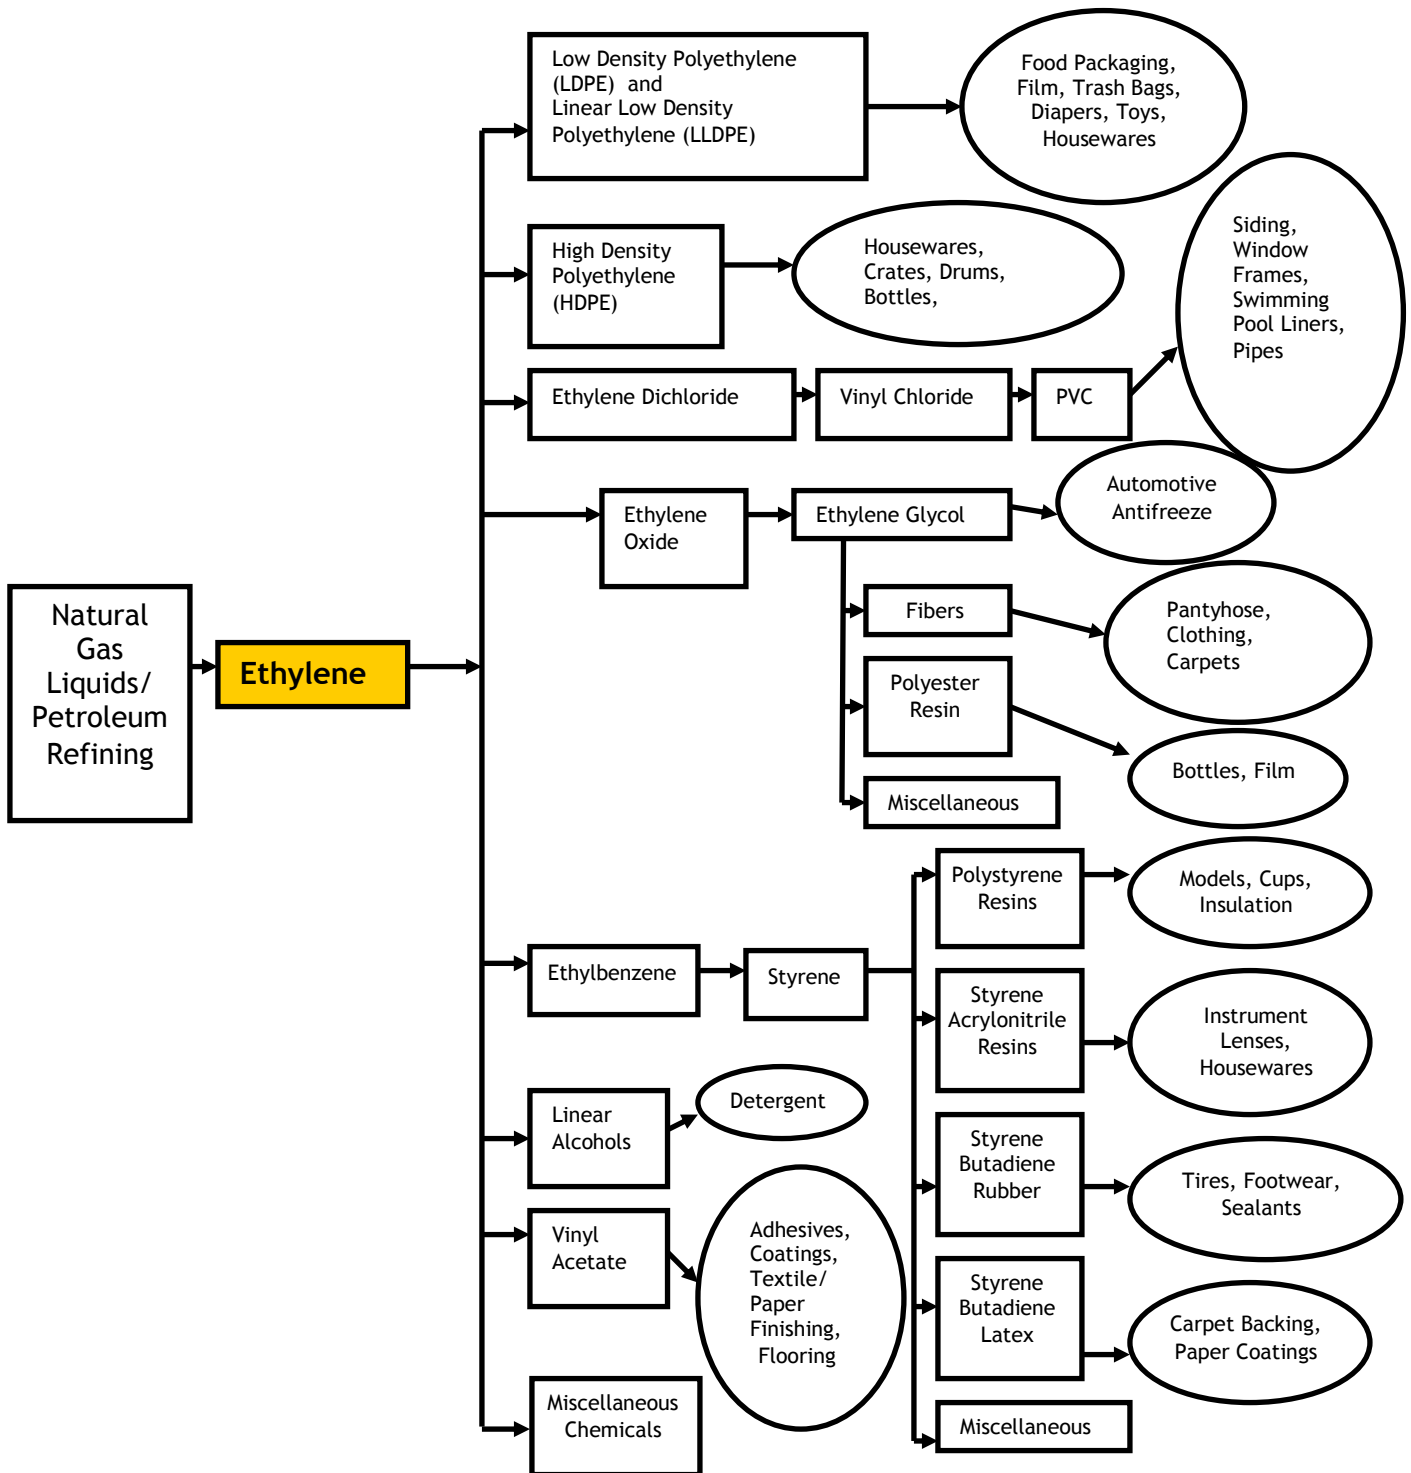 Low Density Polyethylene
(LDPE) and
Linear Low Density
Polyethylene (LLDPE)
Food Packaging,
Film, Trash Bags,
Diapers, Toys,
Housewares
High Density
Polyethylene
(HDPE)
Housewares,
Crates, Drums,
Bottles,
Siding,
Window
Frames,
Swimming
Pool Liners,
Pipes
Ethylene Dichloride
Vinyl Chloride
PVC
Ethylene
Oxide
Ethylene Glycol
Automotive
Antifreeze
Natural
Gas
Liquids/
Petroleum
Refining
Ethylene
Fibers
Pantyhose,
Clothing,
Carpets
Polyester
Resin
Bottles, Film
Miscellaneous
Ethylbenzene
Styrene
Polystyrene
Resins
Models, Cups,
Insulation
Styrene
Acrylonitrile
Resins
Instrument
Lenses,
Housewares
Linear
Alcohols
Detergent
Styrene
Butadiene
Rubber
Tires, Footwear,
Sealants
Vinyl
Acetate
Adhesives,
Coatings,
Textile/
Paper
Finishing,
Flooring
Styrene
Butadiene
Latex
Carpet Backing,
Paper Coatings
Miscellaneous
Chemicals
Miscellaneous